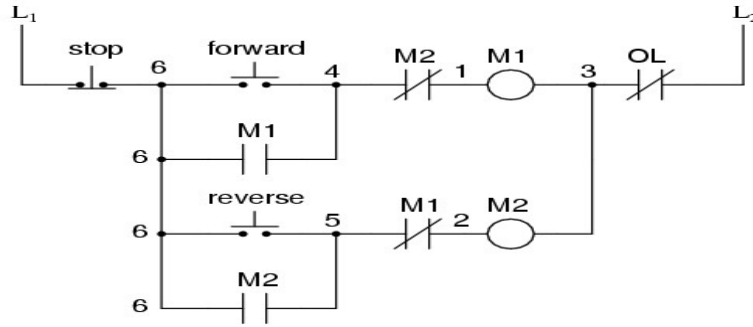 L₁ L₂
stop 6 forward 4 M2 1 M1 3 OL
6 M1
6 reverse 5 M1 2 M2
6 M2